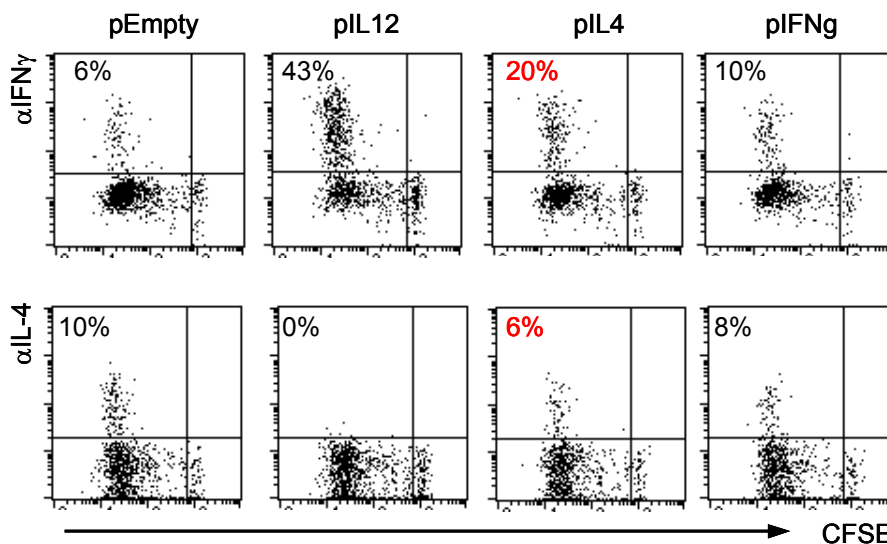 pEmpty pIL12 pIL4 pIFNg
αIFNγ
6% 43% 20% 10%
αIL-4
10% 0% 6% 8%
CFSE